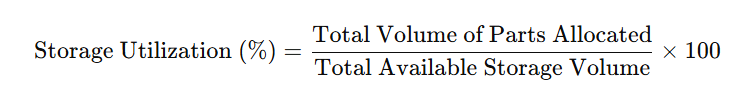 Storage Utilization (%) = Total Volume of Parts Allocated / Total Available Storage Volume × 100